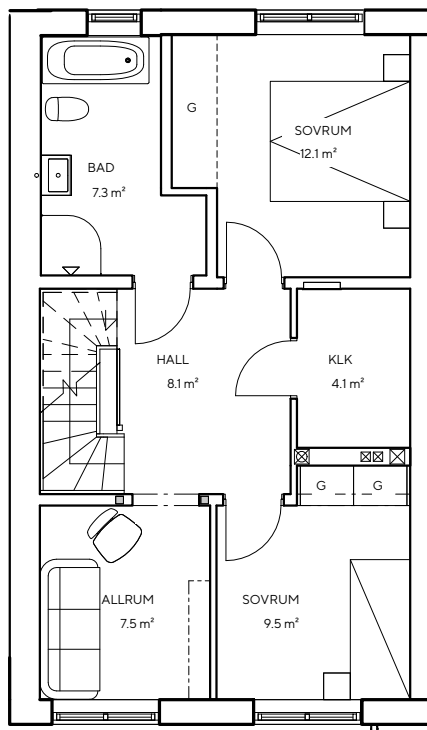 G
SOVRUM
12.1 m²
BAD
7.3 m²
HALL
8.1 m²
KLK
4.1 m²
G
G
ALLRUM
7.5 m²
SOVRUM
9.5 m²